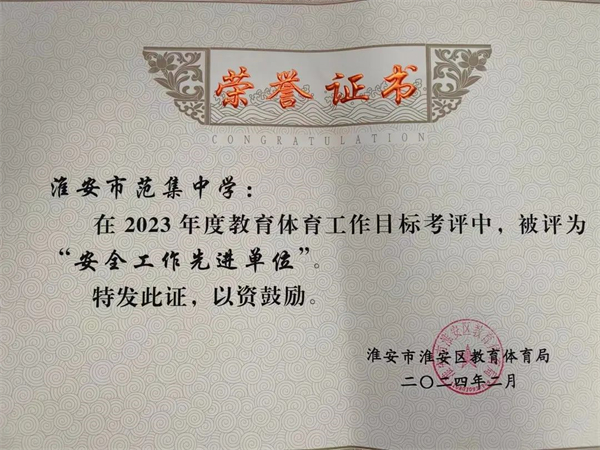 荣誉证书
CONGRATULATION
淮安市范集中学：
在2023年度教育体育工作目标考评中，被评为
“安全工作先进单位”。
特发此证，以资鼓励。
淮安市淮安区教育体育局
二〇二四年二月